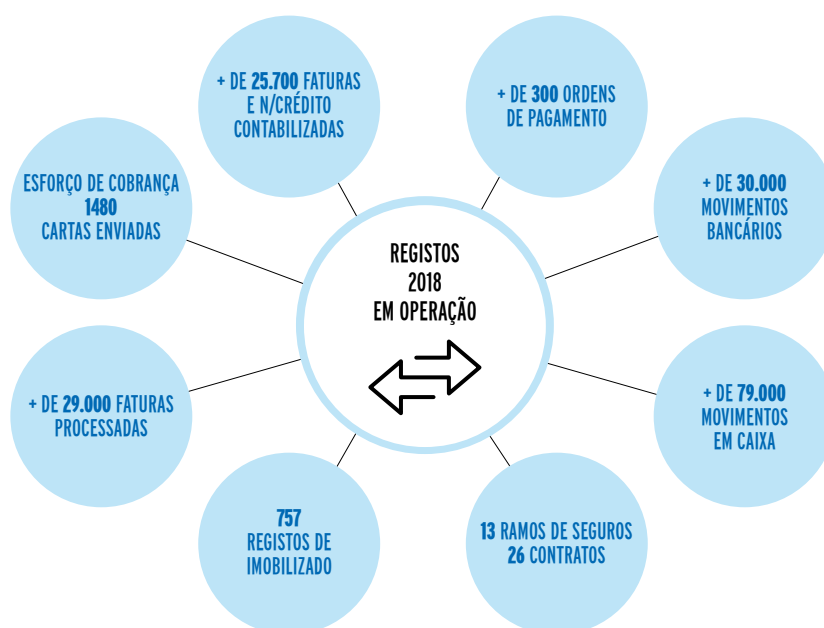 + DE 25.700 FATURAS
E N/CRÉDITO
CONTABILIZADAS
+ DE 300 ORDENS
DE PAGAMENTO
ESFORÇO DE COBRANÇA
1480
CARTAS ENVIADAS
+ DE 30.000
MOVIMENTOS
BANCÁRIOS
REGISTOS
2018
EM OPERAÇÃO
+ DE 29.000 FATURAS
PROCESSADAS
+ DE 79.000
MOVIMENTOS
EM CAIXA
757
REGISTOS DE
IMOBILIZADO
13 RAMOS DE SEGUROS
26 CONTRATOS